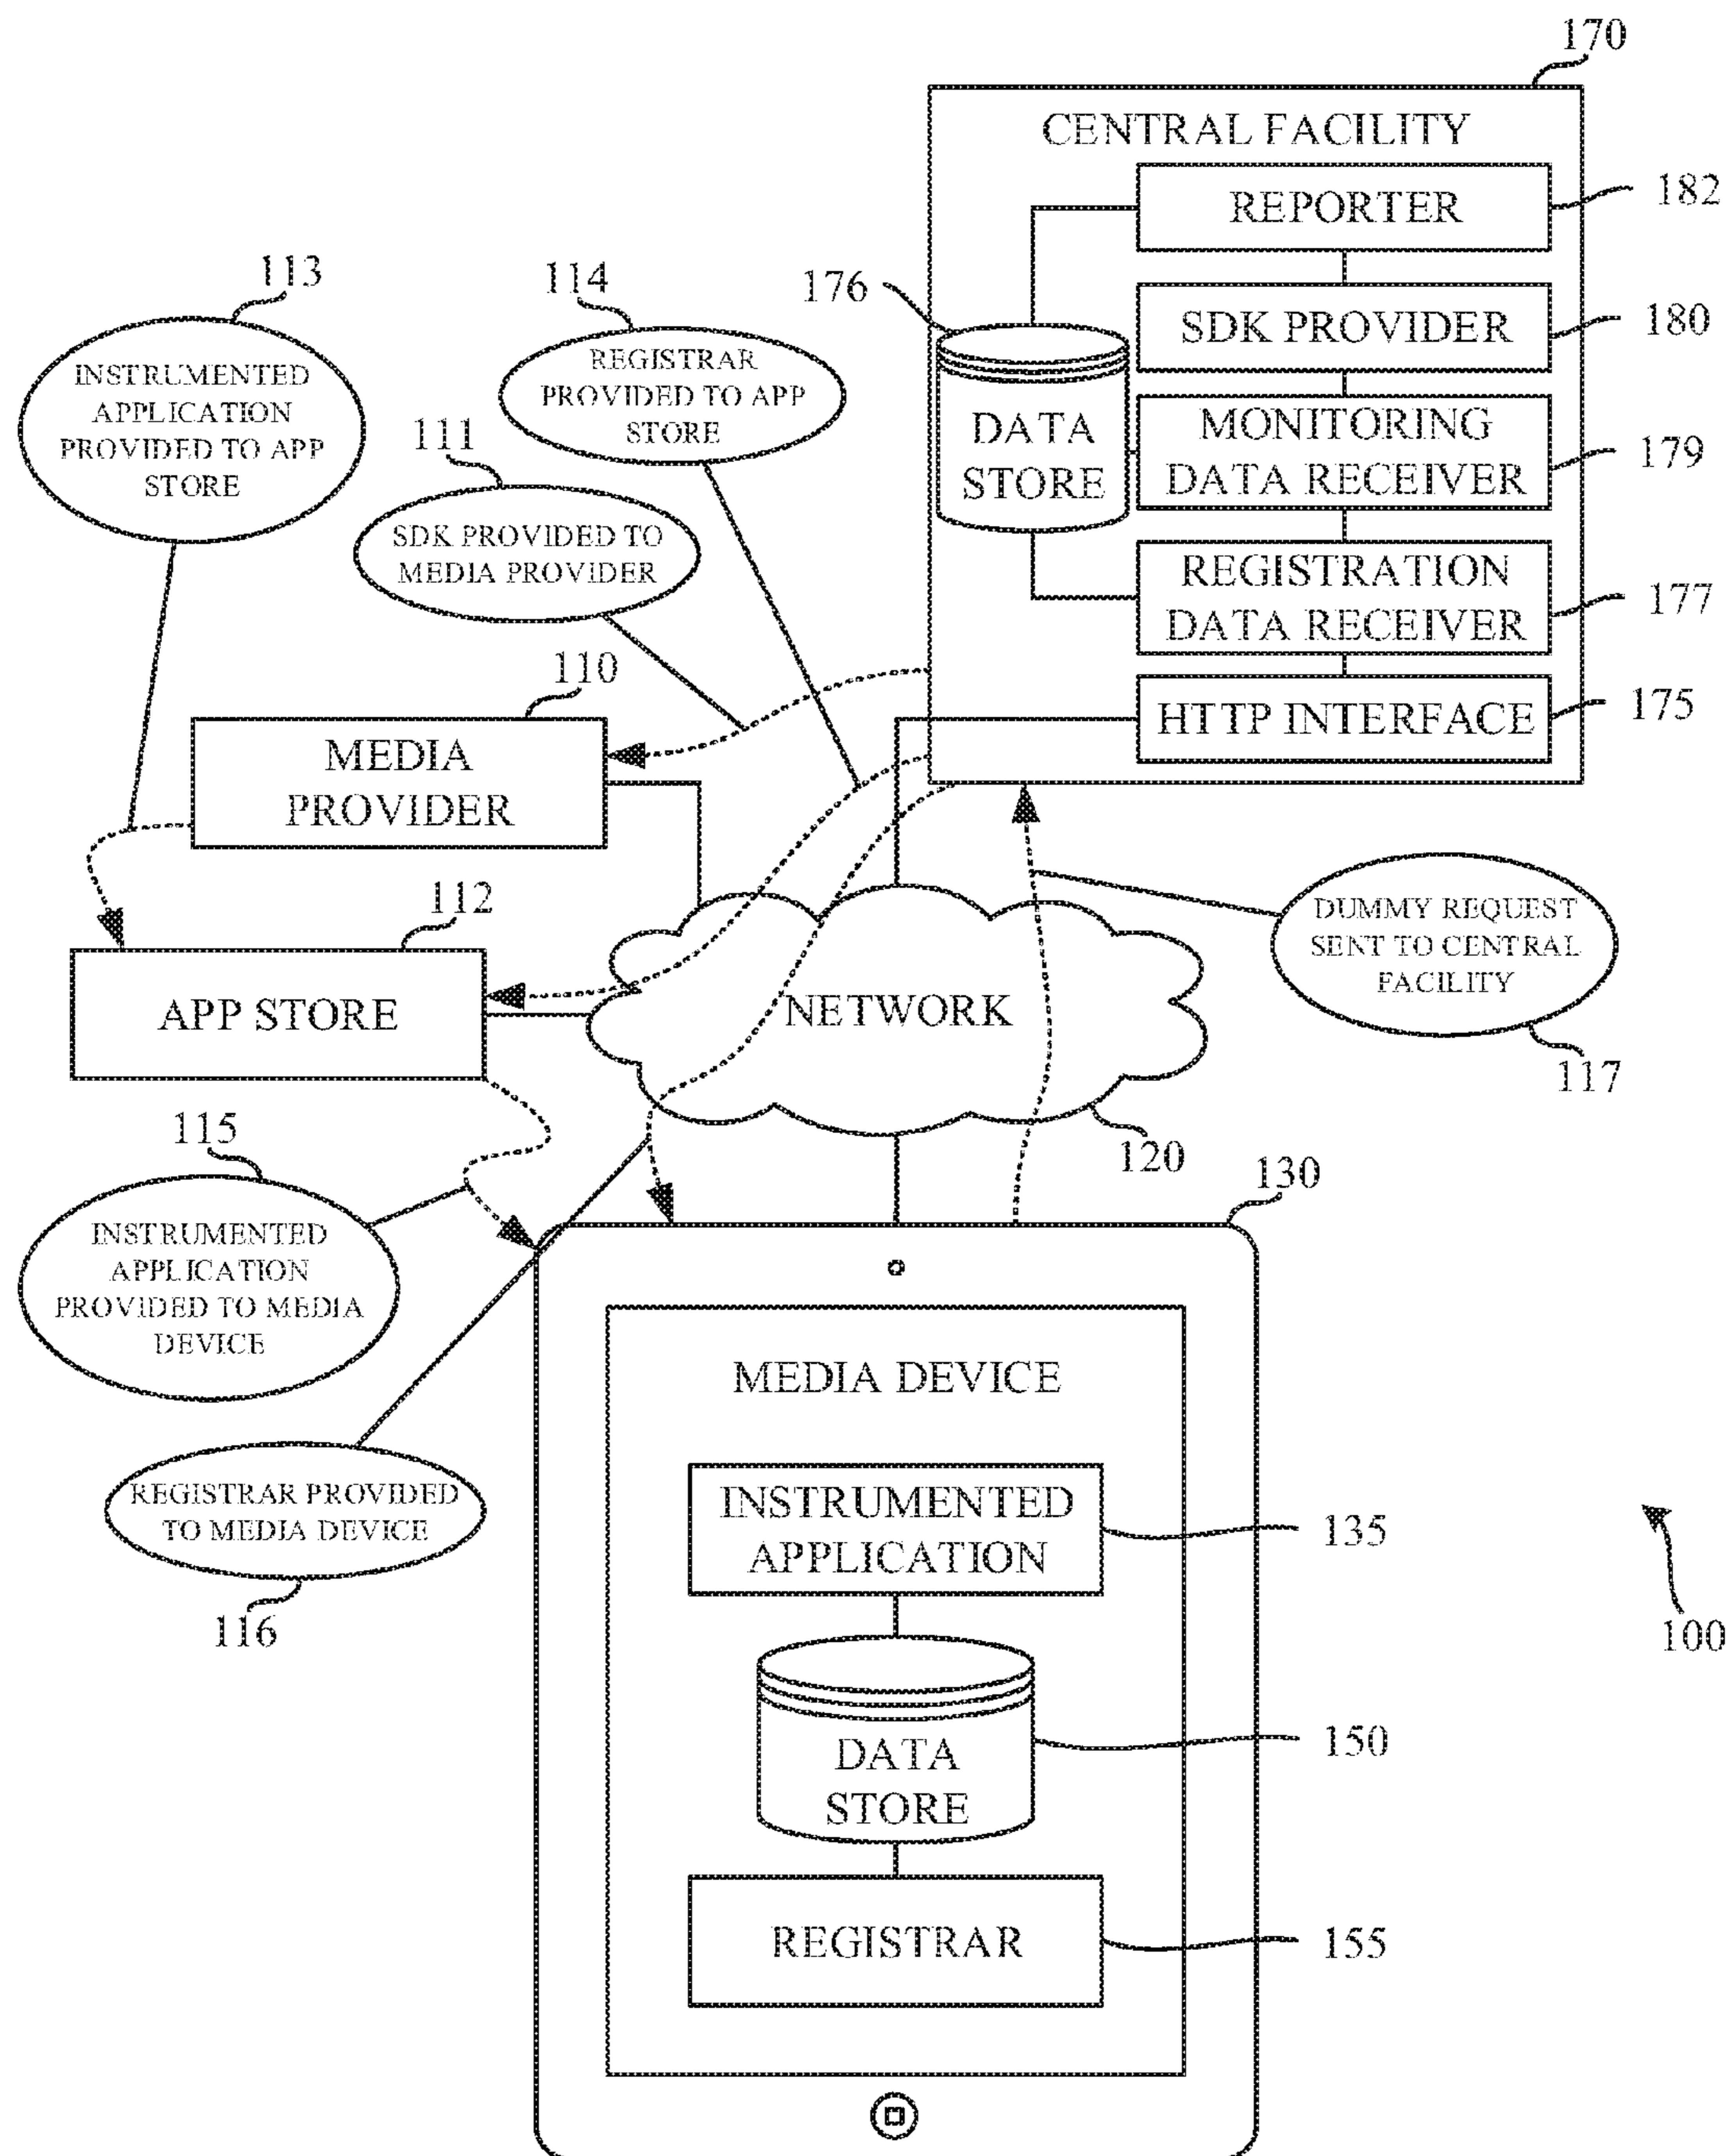 170
CENTRAL FACILITY
REPORTER
182
SDK PROVIDER
180
176
DATA
STORE
MONITORING
DATA RECEIVER
179
REGISTRATION
DATA RECEIVER
177
HTTP INTERFACE
175
113
INSTRUMENTED
APPLICATION
PROVIDED TO APP
STORE
114
REGISTRAR
PROVIDED TO APP
STORE
111
SDK PROVIDED TO
MEDIA PROVIDER
110
MEDIA
PROVIDER
112
APP STORE
NETWORK
120
DUMMY REQUEST
SENT TO CENTRAL
FACILITY
117
115
INSTRUMENTED
APPLICATION
PROVIDED TO MEDIA
DEVICE
REGISTRAR PROVIDED
TO MEDIA DEVICE
116
130
MEDIA DEVICE
INSTRUMENTED
APPLICATION
135
DATA
STORE
150
REGISTRAR
155
100